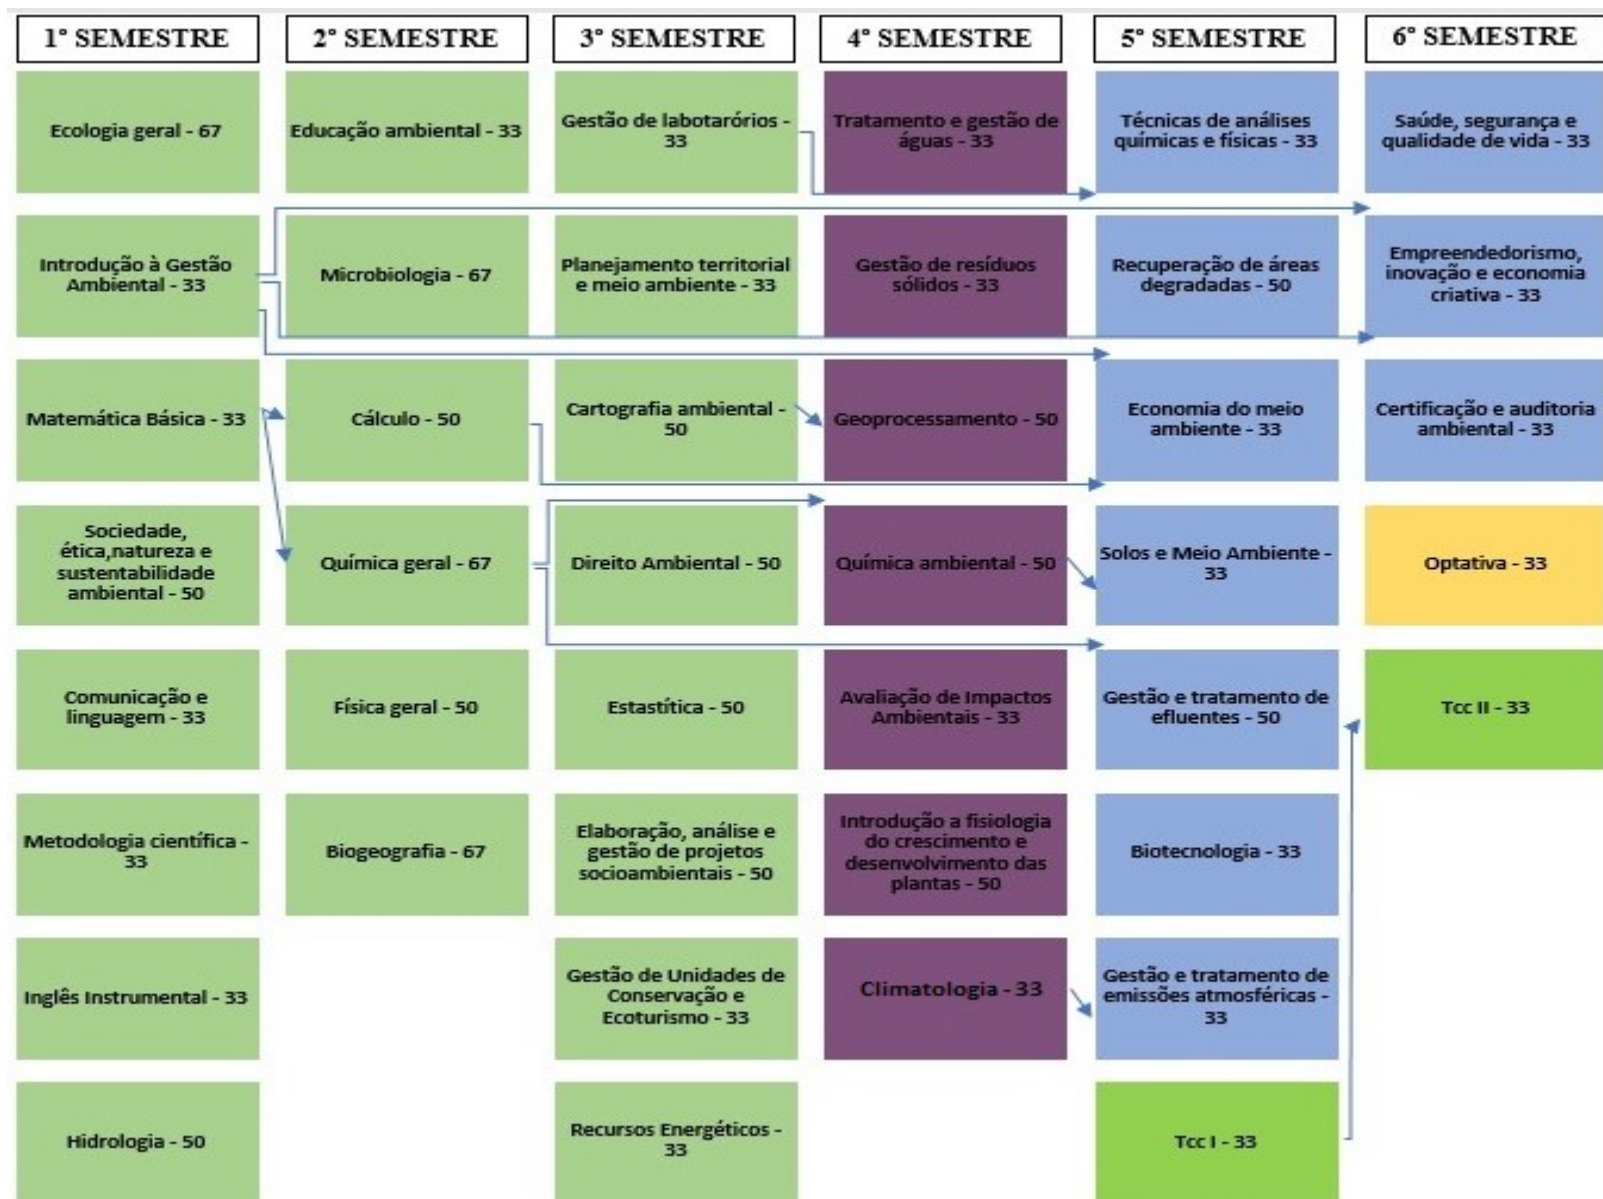 1° SEMESTRE
2° SEMESTRE
3° SEMESTRE
4° SEMESTRE
5° SEMESTRE
6° SEMESTRE
Ecologia geral - 67
Introdução à Gestão
Ambiental - 33
Matemática Básica - 33
Sociedade,
ética,natureza e
sustentabilidade
ambiental - 50
Comunicação e
linguagem - 33
Metodologia científica -
33
Inglês Instrumental - 33
Hidrologia - 50
Educação ambiental - 33
Microbiologia - 67
Cálculo - 50
Química geral - 67
Física geral - 50
Biogeografia - 67
Gestão de labotarórios -
33
Planejamento territorial
e meio ambiente - 33
Cartografia ambiental -
50
Direito Ambiental - 50
Estastítica - 50
Elaboração, análise e
gestão de projetos
socioambientais - 50
Gestão de Unidades de
Conservação e
Ecoturismo - 33
Recursos Energéticos -
33
Tratamento e gestão de
águas - 33
Gestão de resíduos
sólidos - 33
Geoprocessamento - 50
Química ambiental - 50
Avaliação de Impactos
Ambientais - 33
Introdução a fisiologia
do crescimento e
desenvolvimento das
plantas - 50
Climatologia - 33
Técnicas de análises
químicas e físicas - 33
Recuperação de áreas
degradadas - 50
Economia do meio
ambiente - 33
Solos e Meio Ambiente -
33
Gestão e tratamento de
efluentes - 50
Biotecnologia - 33
Gestão e tratamento de
emissões atmosféricas -
33
Tcc I - 33
Saúde, segurança e
qualidade de vida - 33
Empreendedorismo,
inovação e economia
criativa - 33
Certificação e auditoria
ambiental - 33
Optativa - 33
Tcc II - 33